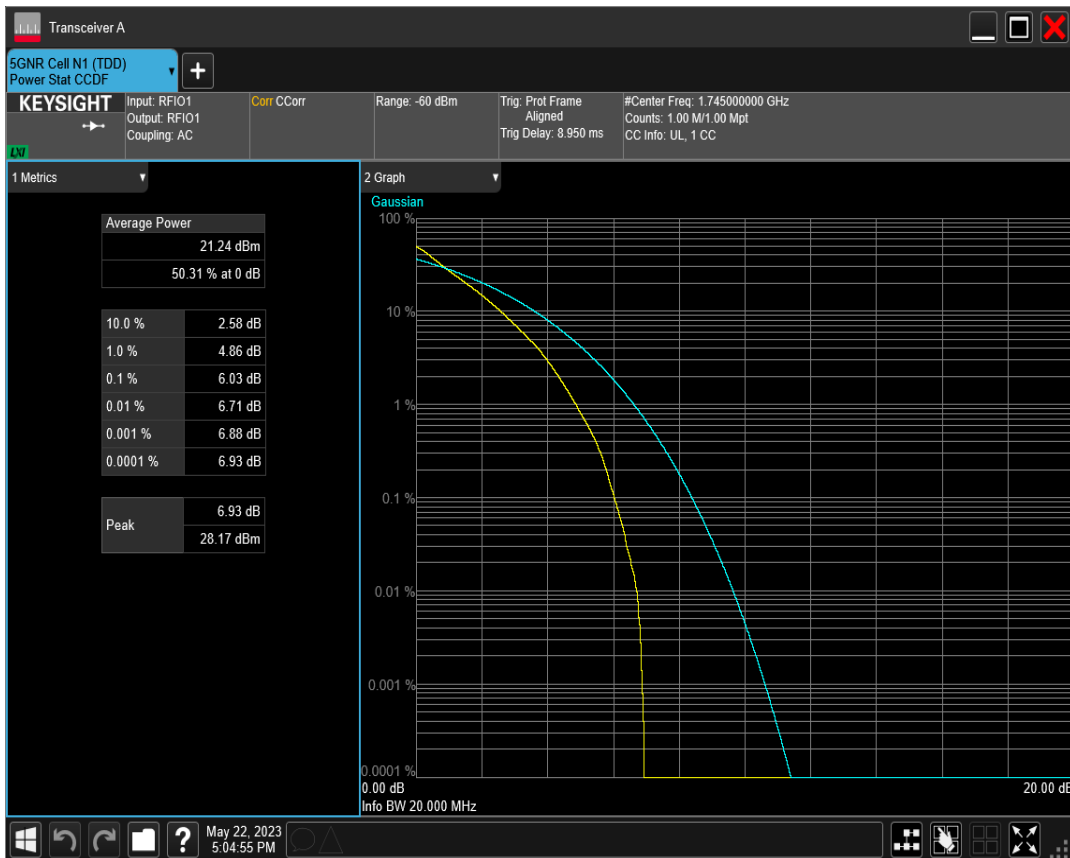 Transceiver A
5GNR Cell N1 (TDD)
Power Stat CCDF
KEYSIGHT
LXI
Input: RFIO1
Output: RFIO1
Coupling: AC
Corr CCorr
Range: -60 dBm
Trig: Prot Frame
Aligned
Trig Delay: 8.950 ms
#Center Freq: 1.745000000 GHz
Counts: 1.00 M/1.00 Mpt
CC Info: UL, 1 CC
1 Metrics
Average Power
21.24 dBm
50.31 % at 0 dB
10.0 % 2.58 dB
1.0 % 4.86 dB
0.1 % 6.03 dB
0.01 % 6.71 dB
0.001 % 6.88 dB
0.0001 % 6.93 dB
Peak
6.93 dB
28.17 dBm
2 Graph
Gaussian
100 %
10 %
1 %
0.1 %
0.01 %
0.001 %
0.0001 %
0.00 dB 20.00 dB
Info BW 20.000 MHz
?
May 22, 2023
5:04:55 PM